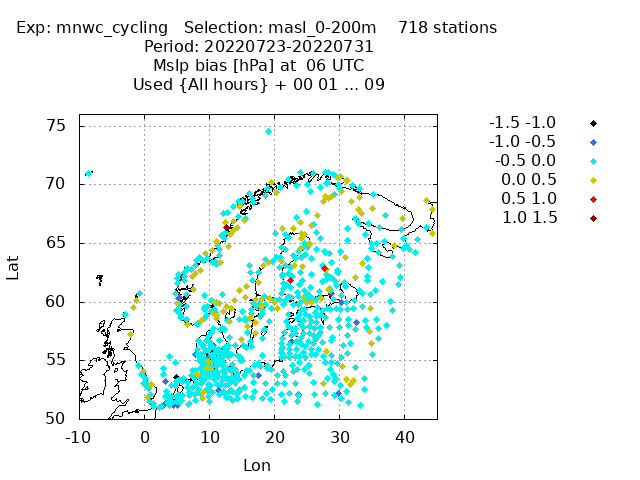 Exp: mnwc_cycling   Selection: masl_0-200m    718 stations
Period: 20220723-20220731
Mslp bias [hPa] at  06 UTC
Used {All hours} + 00 01 ... 09
75
70
65
60
55
50
Lat
-10 0 10 20 30 40
Lon
-1.5 -1.0
-1.0 -0.5
-0.5 0.0
0.0 0.5
0.5 1.0
1.0 1.5